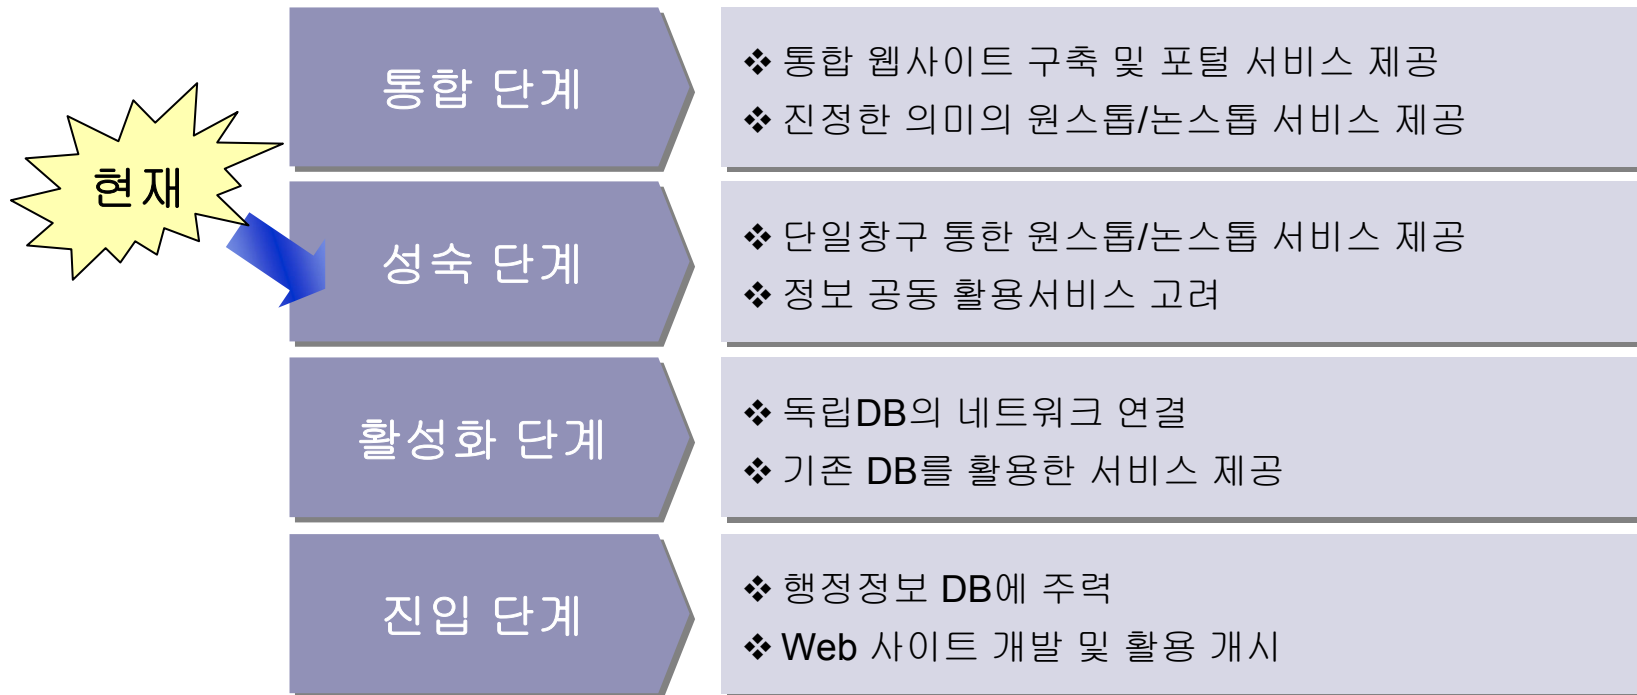 통합 단계
❖ 통합 웹사이트 구축 및 포털 서비스 제공
❖ 진정한 의미의 원스톱/논스톱 서비스 제공
현재
성숙 단계
❖ 단일창구 통한 원스톱/논스톱 서비스 제공
❖ 정보 공동 활용서비스 고려
활성화 단계
❖ 독립DB의 네트워크 연결
❖ 기존 DB를 활용한 서비스 제공
진입 단계
❖ 행정정보 DB에 주력
❖ Web 사이트 개발 및 활용 개시